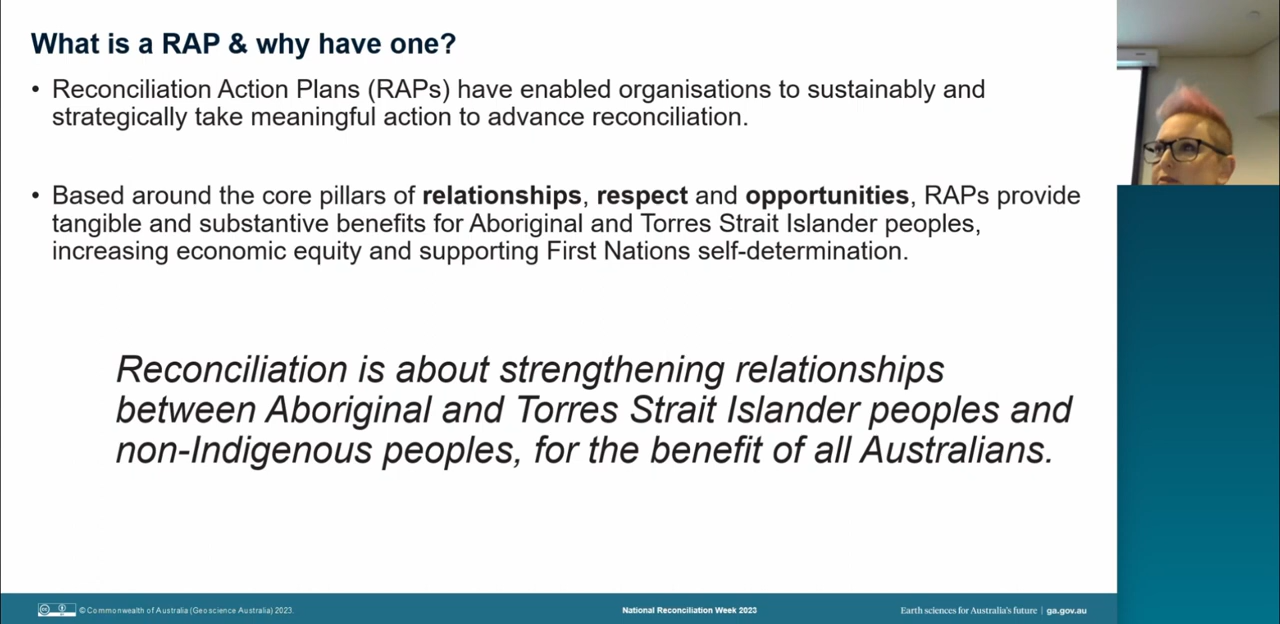 What is a RAP & why have one?
• Reconciliation Action Plans (RAPs) have enabled organisations to sustainably and
strategically take meaningful action to advance reconciliation.
• Based around the core pillars of relationships, respect and opportunities, RAPs provide
tangible and substantive benefits for Aboriginal and Torres Strait Islander peoples,
increasing economic equity and supporting First Nations self-determination.
Reconciliation is about strengthening relationships
between Aboriginal and Torres Strait Islander peoples and
non-Indigenous peoples, for the benefit of all Australians.
© Commonwealth of Australia (Geoscience Australia) 2023.
National Reconciliation Week 2023
Earth sciences for Australia's future | ga.gov.au